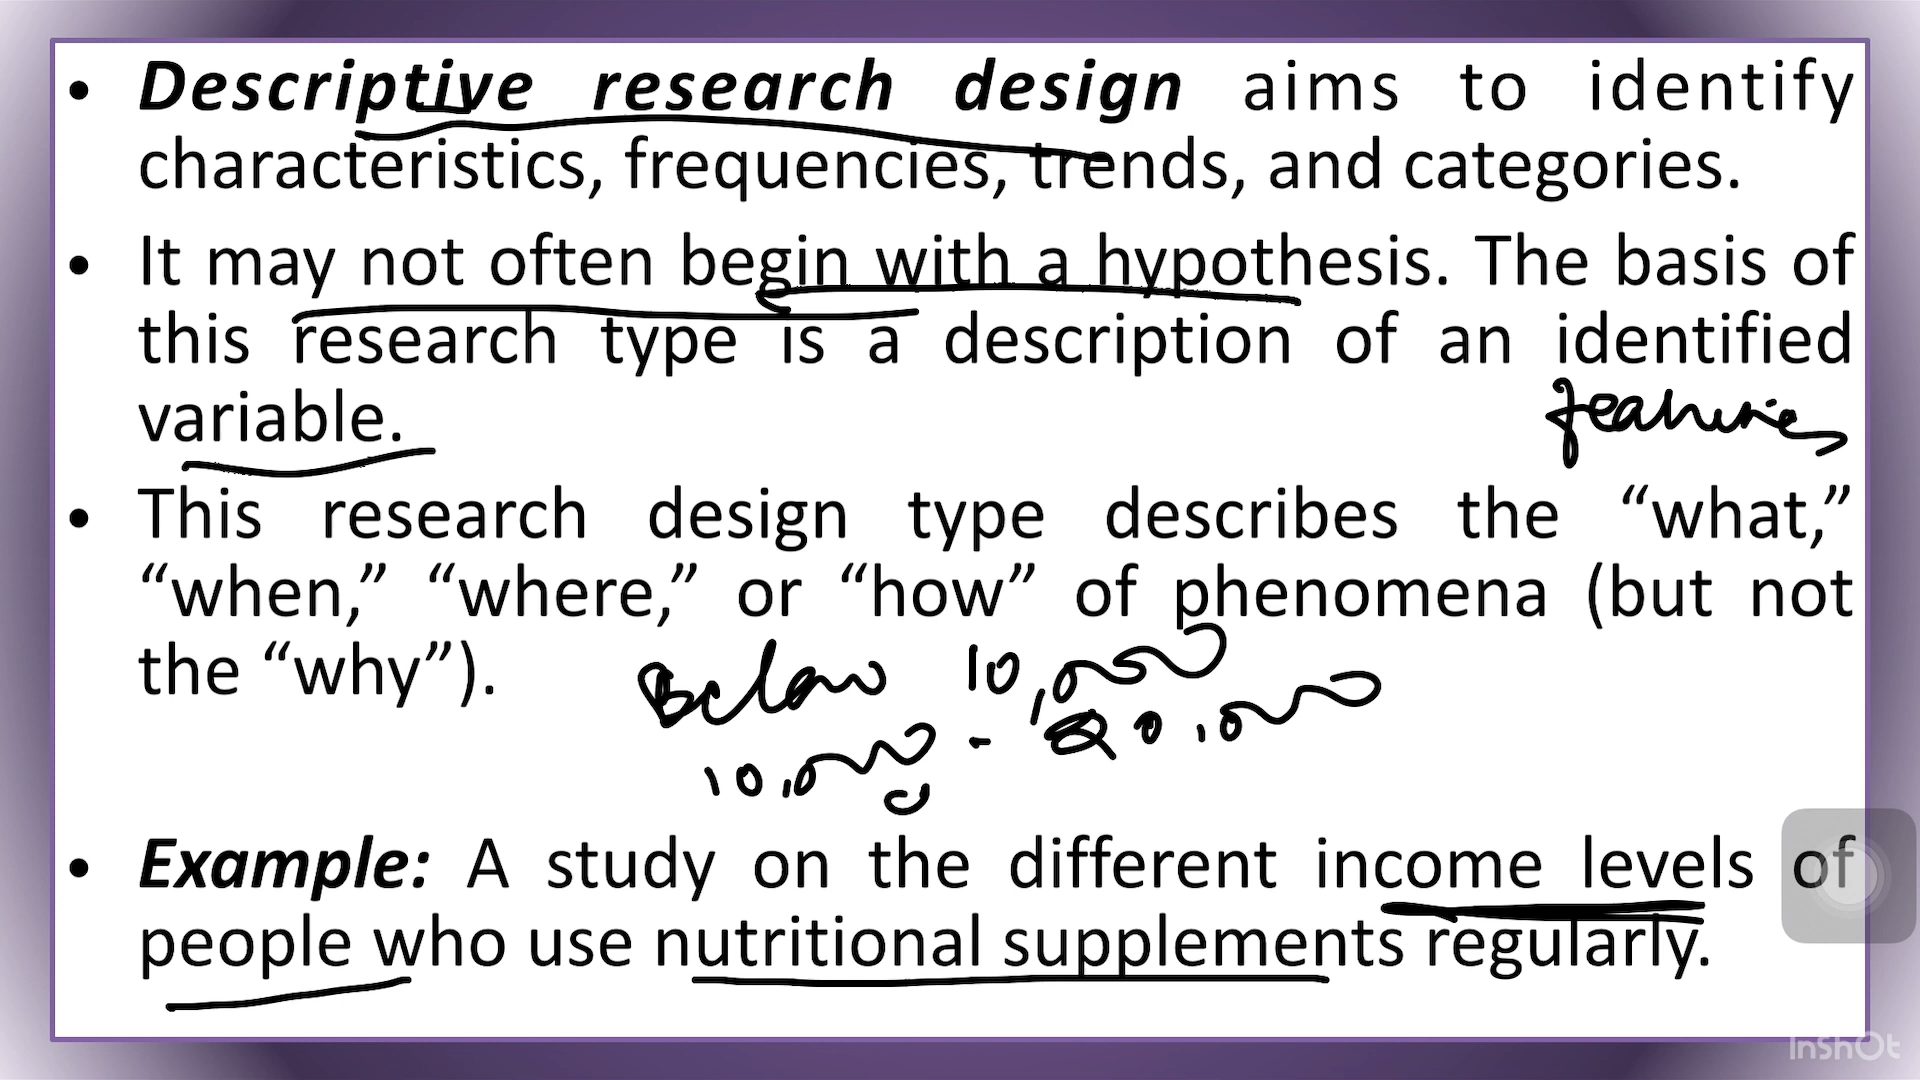 • Descriptive research design aims to identify
characteristics, frequencies, trends, and categories.
• It may not often begin with a hypothesis. The basis of
this research type is a description of an identified
variable.
features
• This research design type describes the “what,”
“when,” “where,” or “how” of phenomena (but not
the “why”).
Below 10,000
10,000 - 20,000
• Example: A study on the different income levels of
people who use nutritional supplements regularly.
InShOt